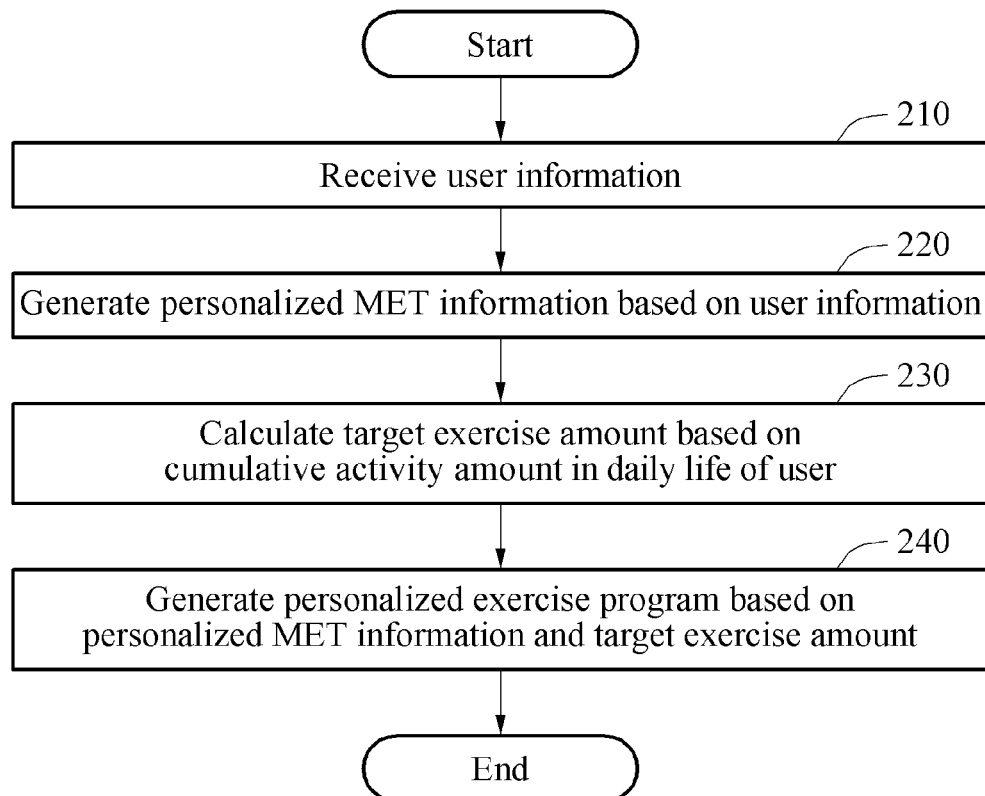 Start
210
Receive user information
220
Generate personalized MET information based on user information
230
Calculate target exercise amount based on
cumulative activity amount in daily life of user
240
Generate personalized exercise program based on
personalized MET information and target exercise amount
End